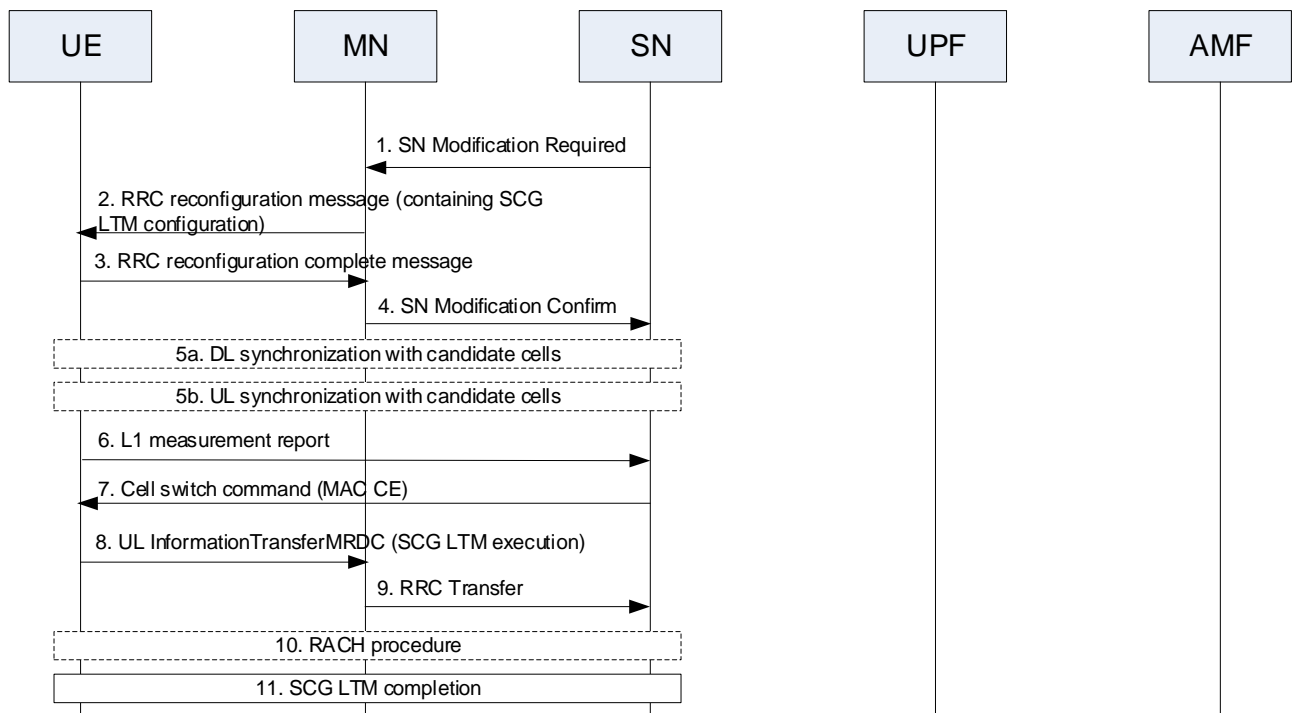 UE
MN
SN
UPF
AMF
1. SN Modification Required
2. RRC reconfiguration message (containing SCG
LTM configuration)
3. RRC reconfiguration complete message
4. SN Modification Confirm
5a. DL synchronization with candidate cells
5b. UL synchronization with candidate cells
6. L1 measurement report
7. Cell switch command (MAC CE)
8. UL InformationTransferMRDC (SCG LTM execution)
9. RRC Transfer
10. RACH procedure
11. SCG LTM completion